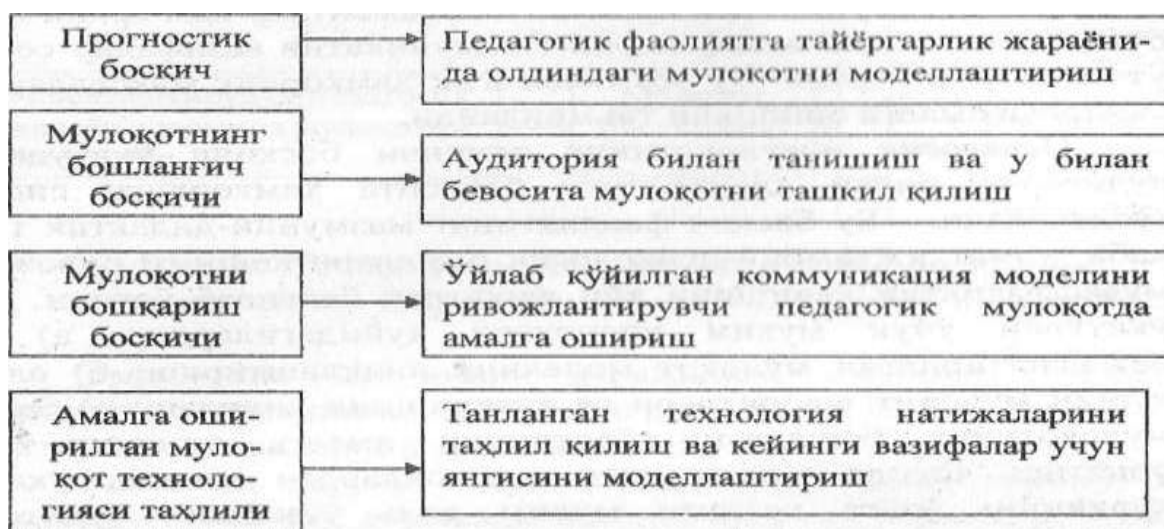 Прогностик
босқич
Педагогик фаолиятга тайёргарлик жараёни-
да олдиндаги мулоқотни моделлаштириш
Мулоқотнинг
бошланғич
босқичи
Аудитория билан танишиш ва у билан
бевосита мулоқотни ташкил қилиш
Мулоқотни
бошқариш
босқичи
Ўйлаб қўйилган коммуникация моделини
ривожлантирувчи педагогик мулоқотда
амалга ошириш
Амалга оши-
рилган муло-
қот техноло-
гияси таҳлили
Танланган технология натижаларини
таҳлил қилиш ва кейинги вазифалар учун
янгисини моделлаштириш